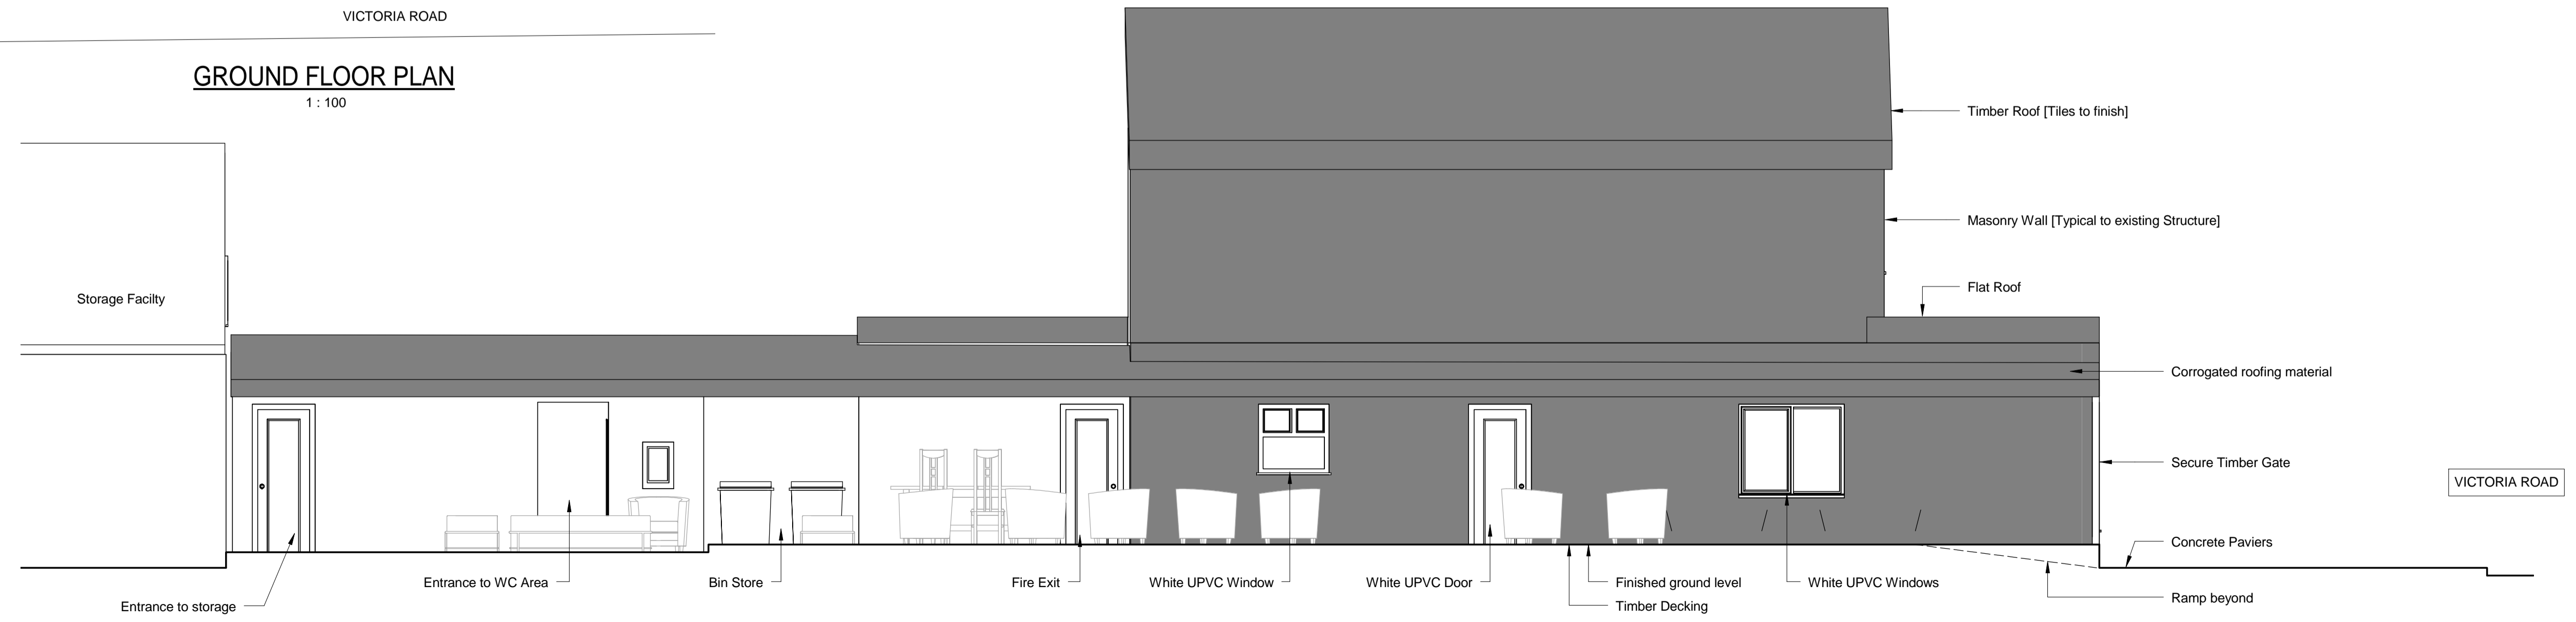 VICTORIA ROAD
GROUND FLOOR PLAN
1 : 100
Timber Roof [Tiles to finish]
Masonry Wall [Typical to existing Structure]
Flat Roof
Storage Facilty
Corrogated roofing material
Secure Timber Gate
VICTORIA ROAD
Concrete Paviers
Entrance to WC Area
Bin Store
Fire Exit
White UPVC Window
White UPVC Door
Finished ground level
White UPVC Windows
Ramp beyond
Entrance to storage
Timber Decking